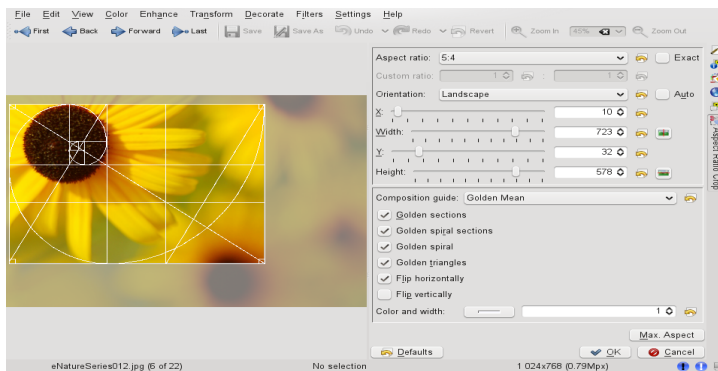 File Edit View Color Enhance Transform Decorate Filters Settings Help
First Back Forward Last Save Save As Undo Redo Revert Zoom In 45% Zoom Out
Aspect ratio: 5:4 Exact
Custom ratio: 1 : 1
Orientation: Landscape Auto
X: 10
Width: 723
Y: 32
Height: 578
Aspect Ratio Crop
Composition guide: Golden Mean
Golden sections
Golden spiral sections
Golden spiral
Golden triangles
Flip horizontally
Flip vertically
Color and width: 1
Max. Aspect
Defaults OK Cancel
eNatureSeries012.jpg (6 of 22) No selection 1 024x768 (0.79Mpx)